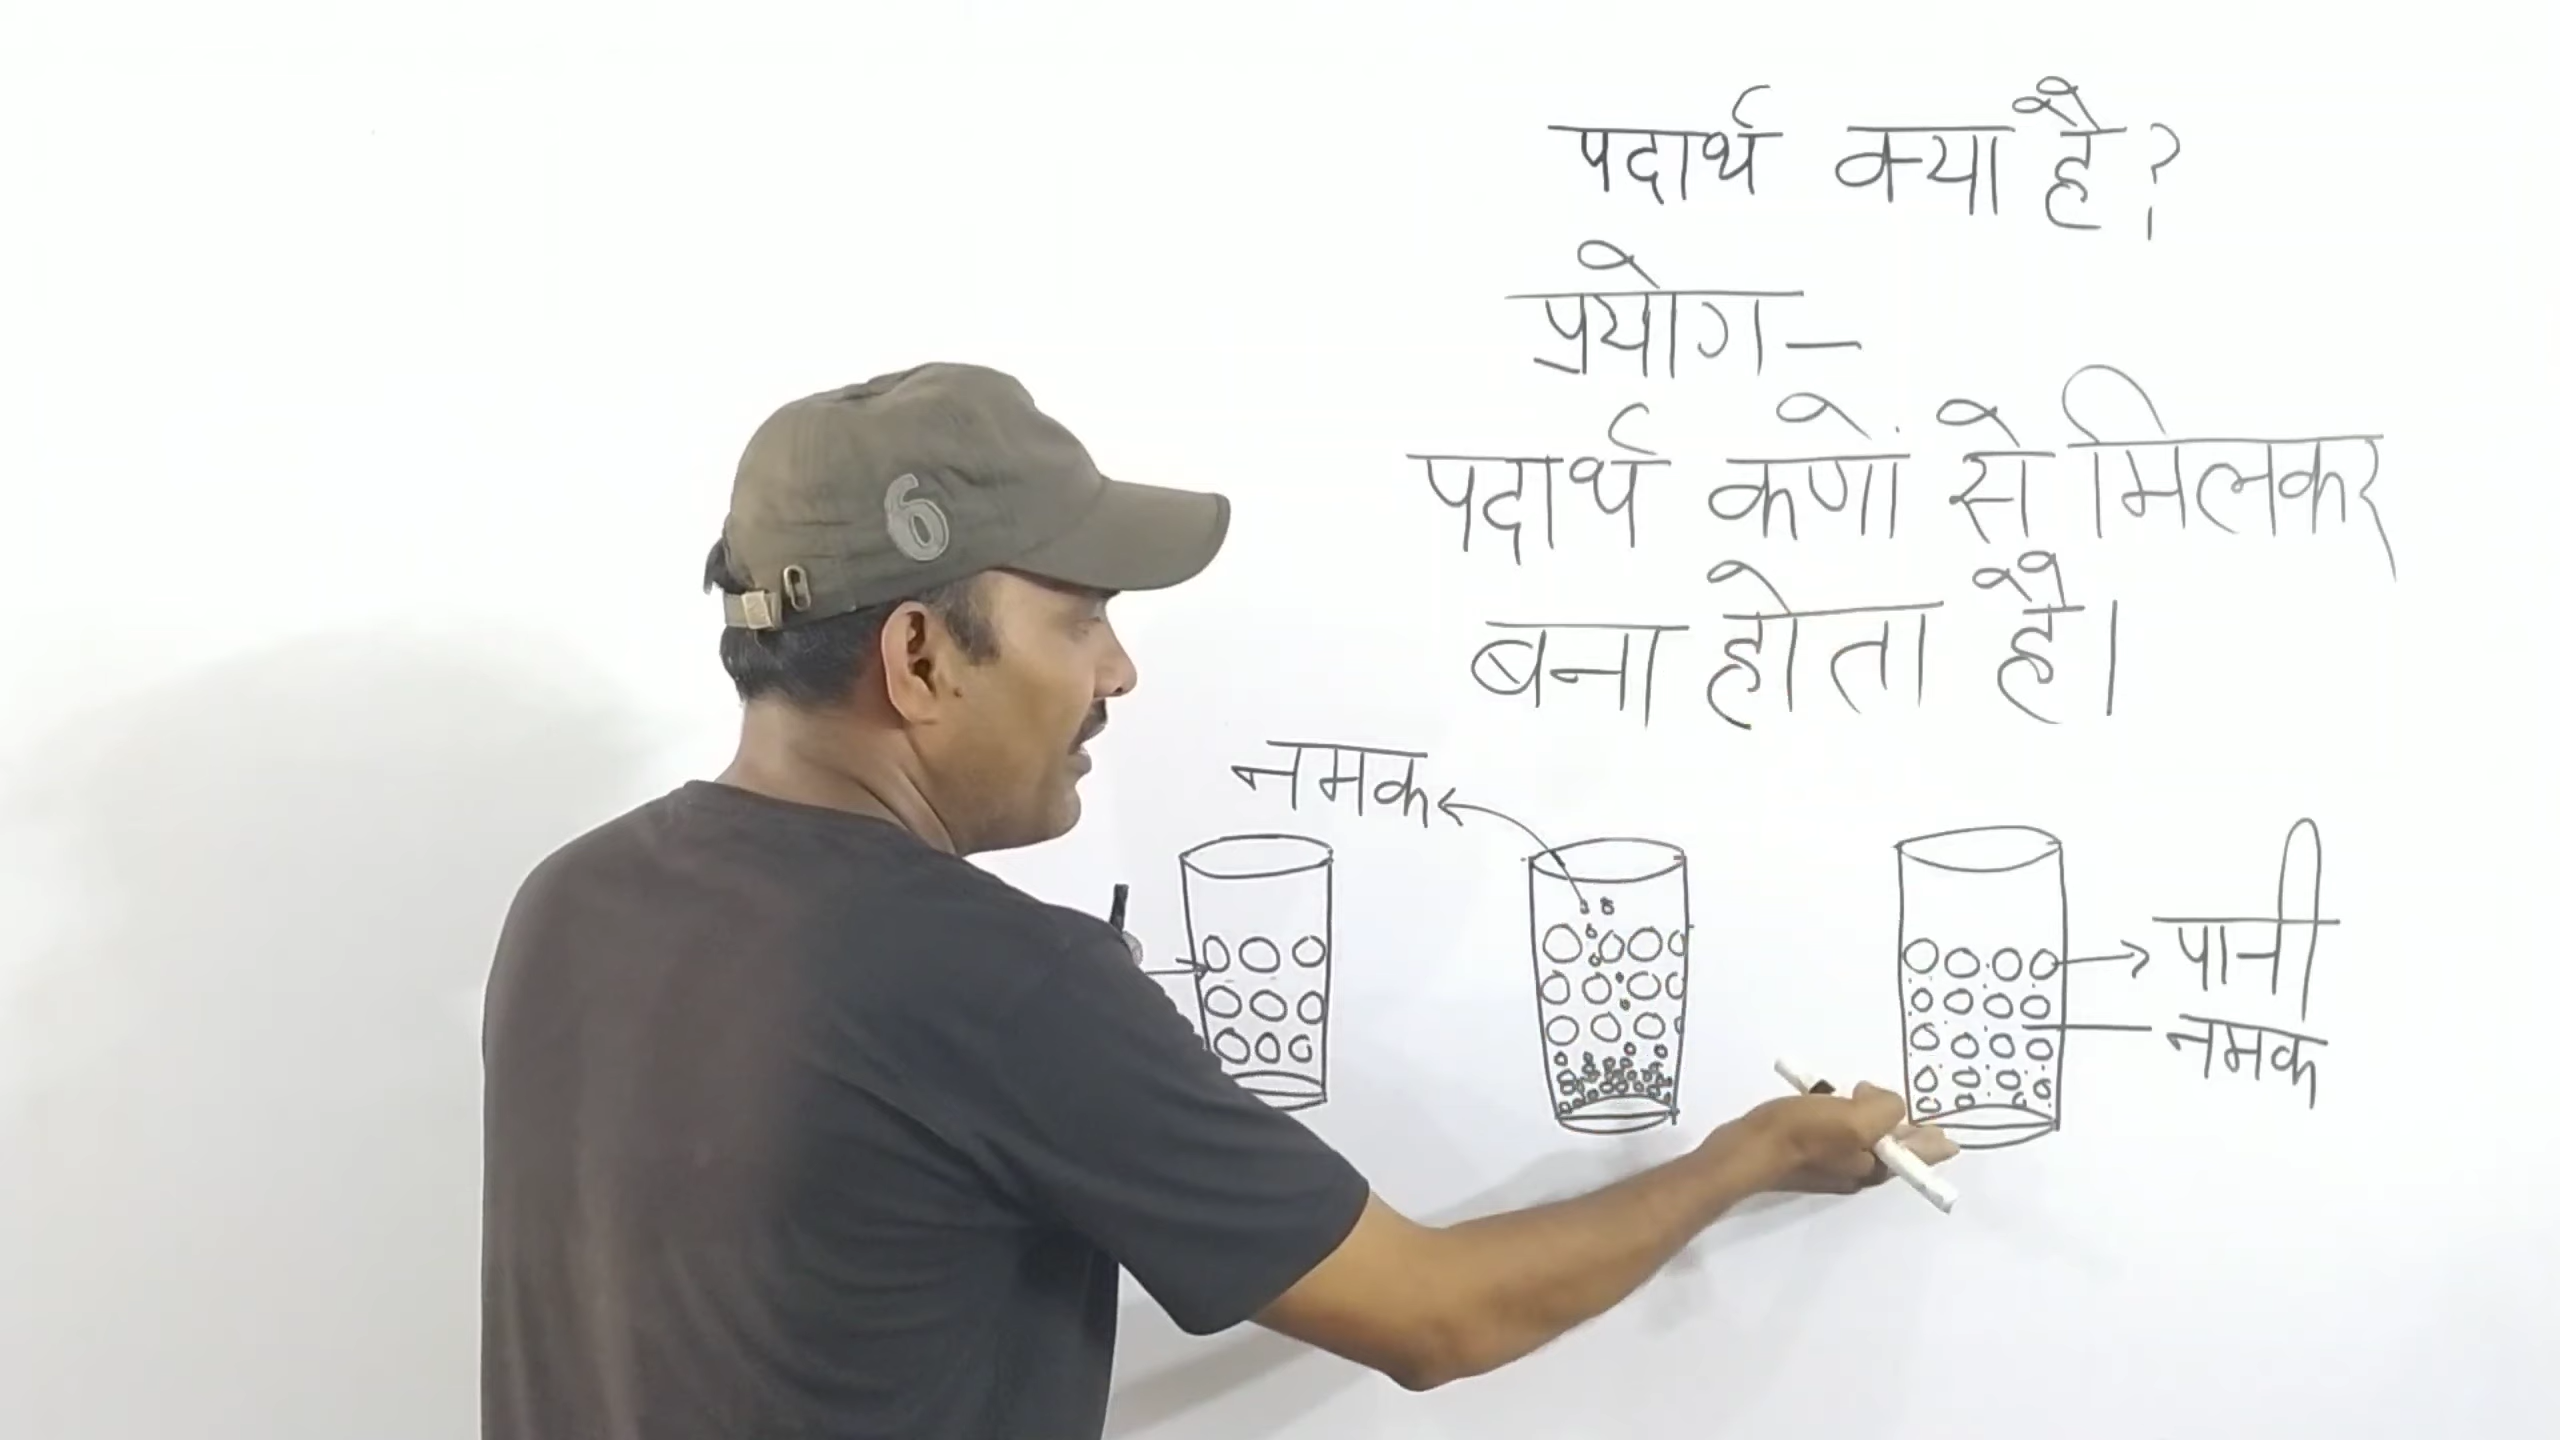 पदार्थ क्या है?
प्रयोग-
पदार्थ कणों से मिलकर
बना होता है।
नमक
पानी
नमक
6